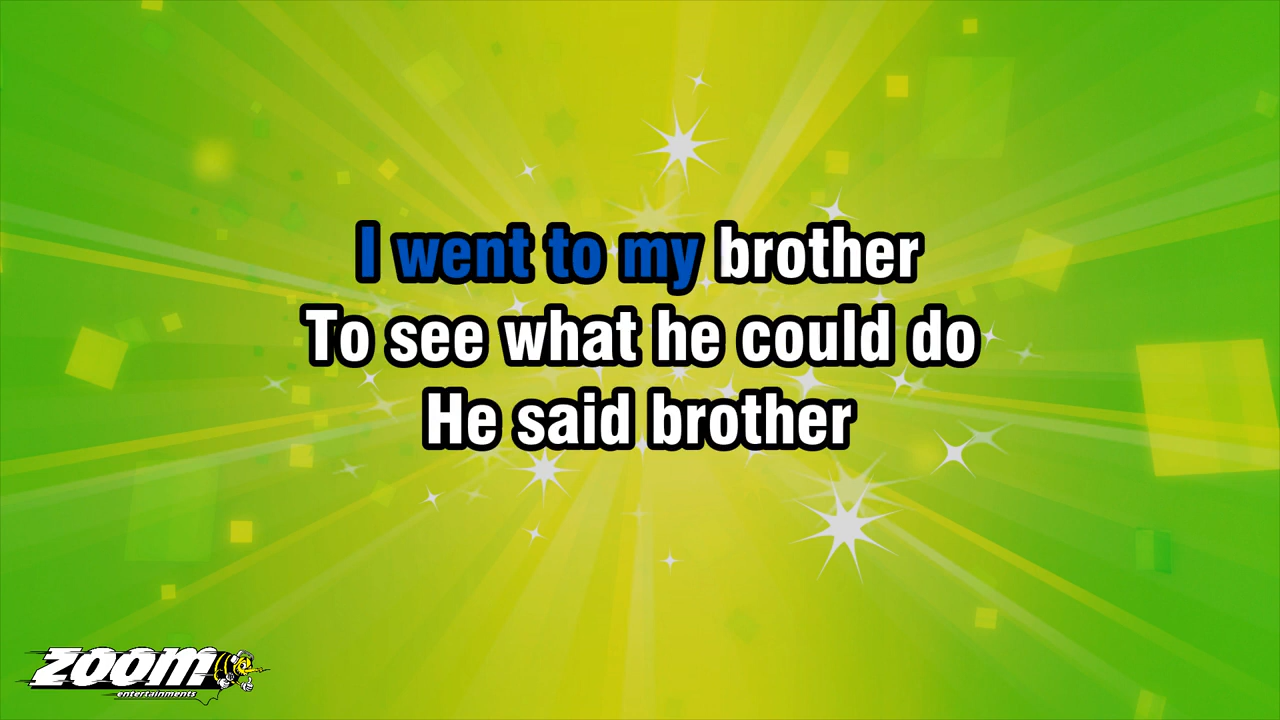 I went to my brother
To see what he could do
He said brother
zoom
entertainments